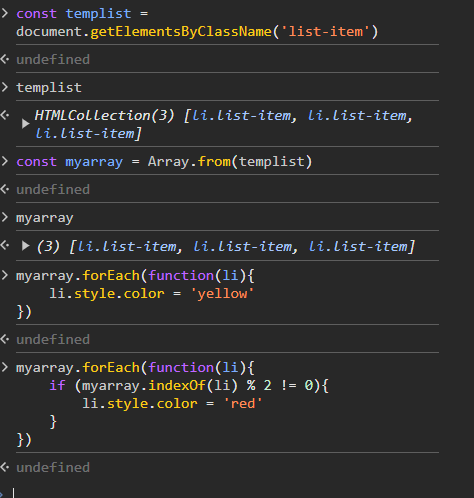 const templist =
document.getElementsByClassName('list-item')
undefined
templist
HTMLCollection(3) [li.list-item, li.list-item,
li.list-item]
const myarray = Array.from(templist)
undefined
myarray
(3) [li.list-item, li.list-item, li.list-item]
myarray.forEach(function(li){
    li.style.color = 'yellow'
})
undefined
myarray.forEach(function(li){
    if (myarray.indexOf(li) % 2 != 0){
        li.style.color = 'red'
    }
})
undefined